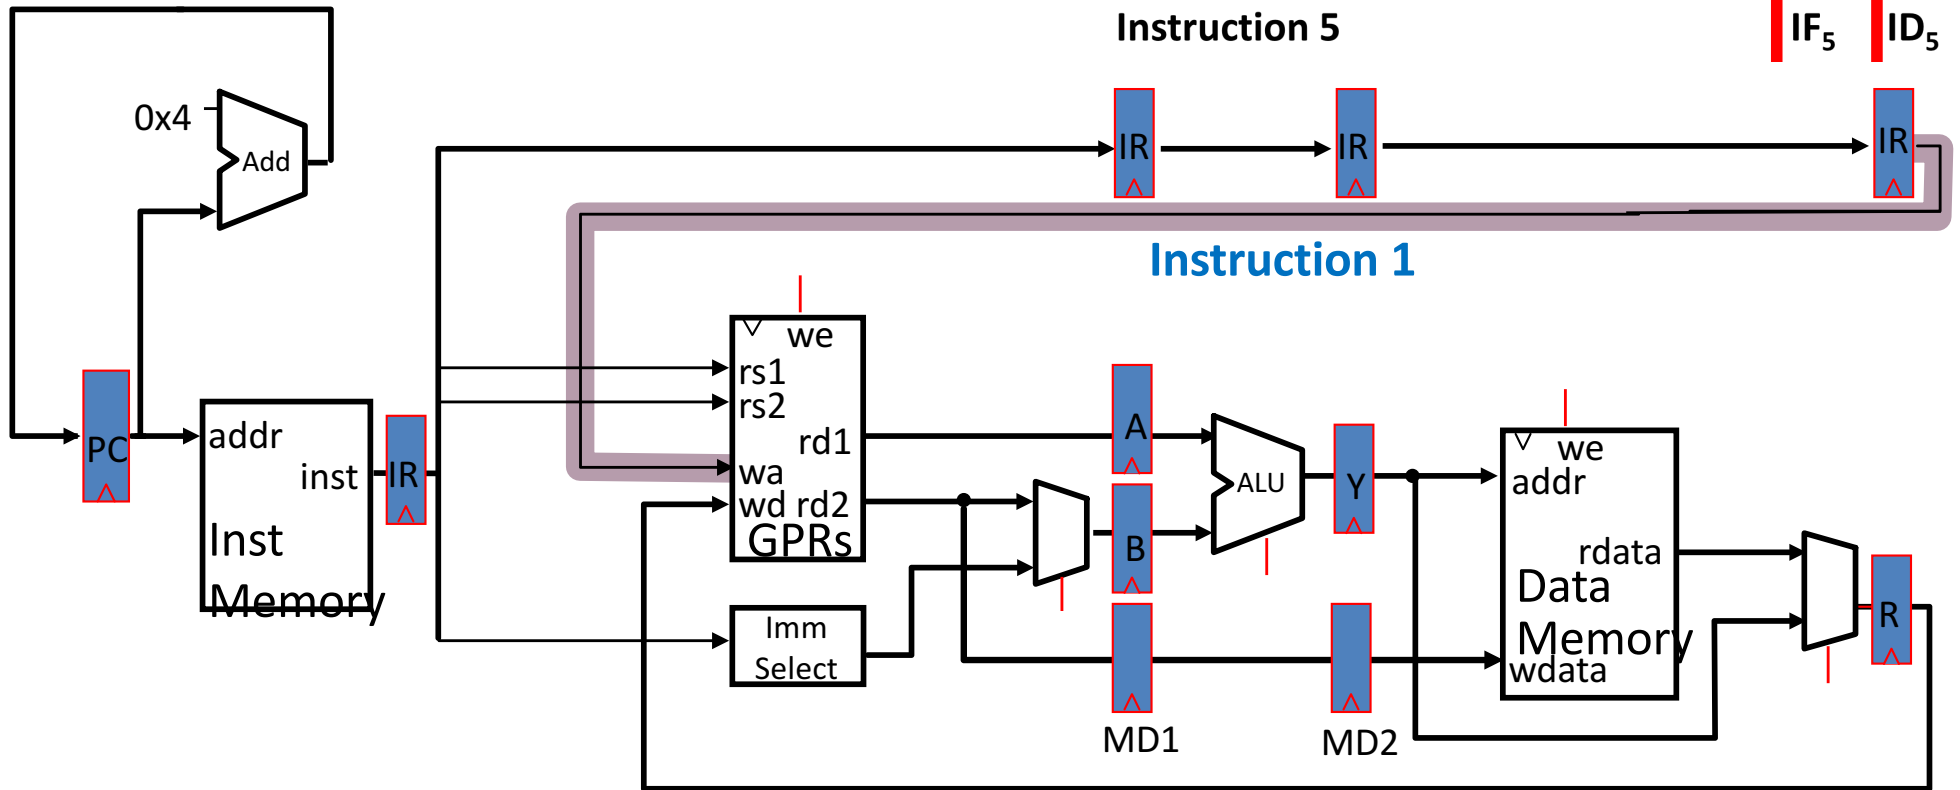 Instruction 5
IF5
ID5
0x4
Add
IR
IR
IR
Instruction 1
we
rs1
rs2
rd1
wa
wd rd2
GPRs
PC
addr
inst
Inst
Memory
IR
A
B
ALU
Y
we
addr
rdata
Data
Memory
wdata
R
Imm
Select
MD1
MD2